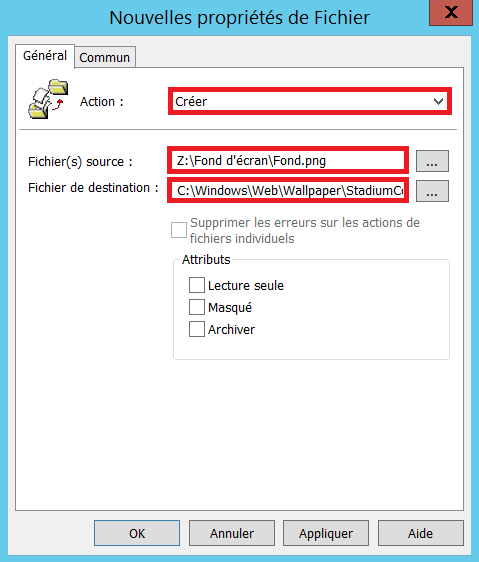 Nouvelles propriétés de Fichier
X
Général Commun
Action : Créer
Fichier(s) source : Z:\Fond d'écran\Fond.png ...
Fichier de destination : C:\Windows\Web\Wallpaper\StadiumCo ...
Supprimer les erreurs sur les actions de
fichiers individuels
Attributs
Lecture seule
Masqué
Archiver
OK Annuler Appliquer Aide